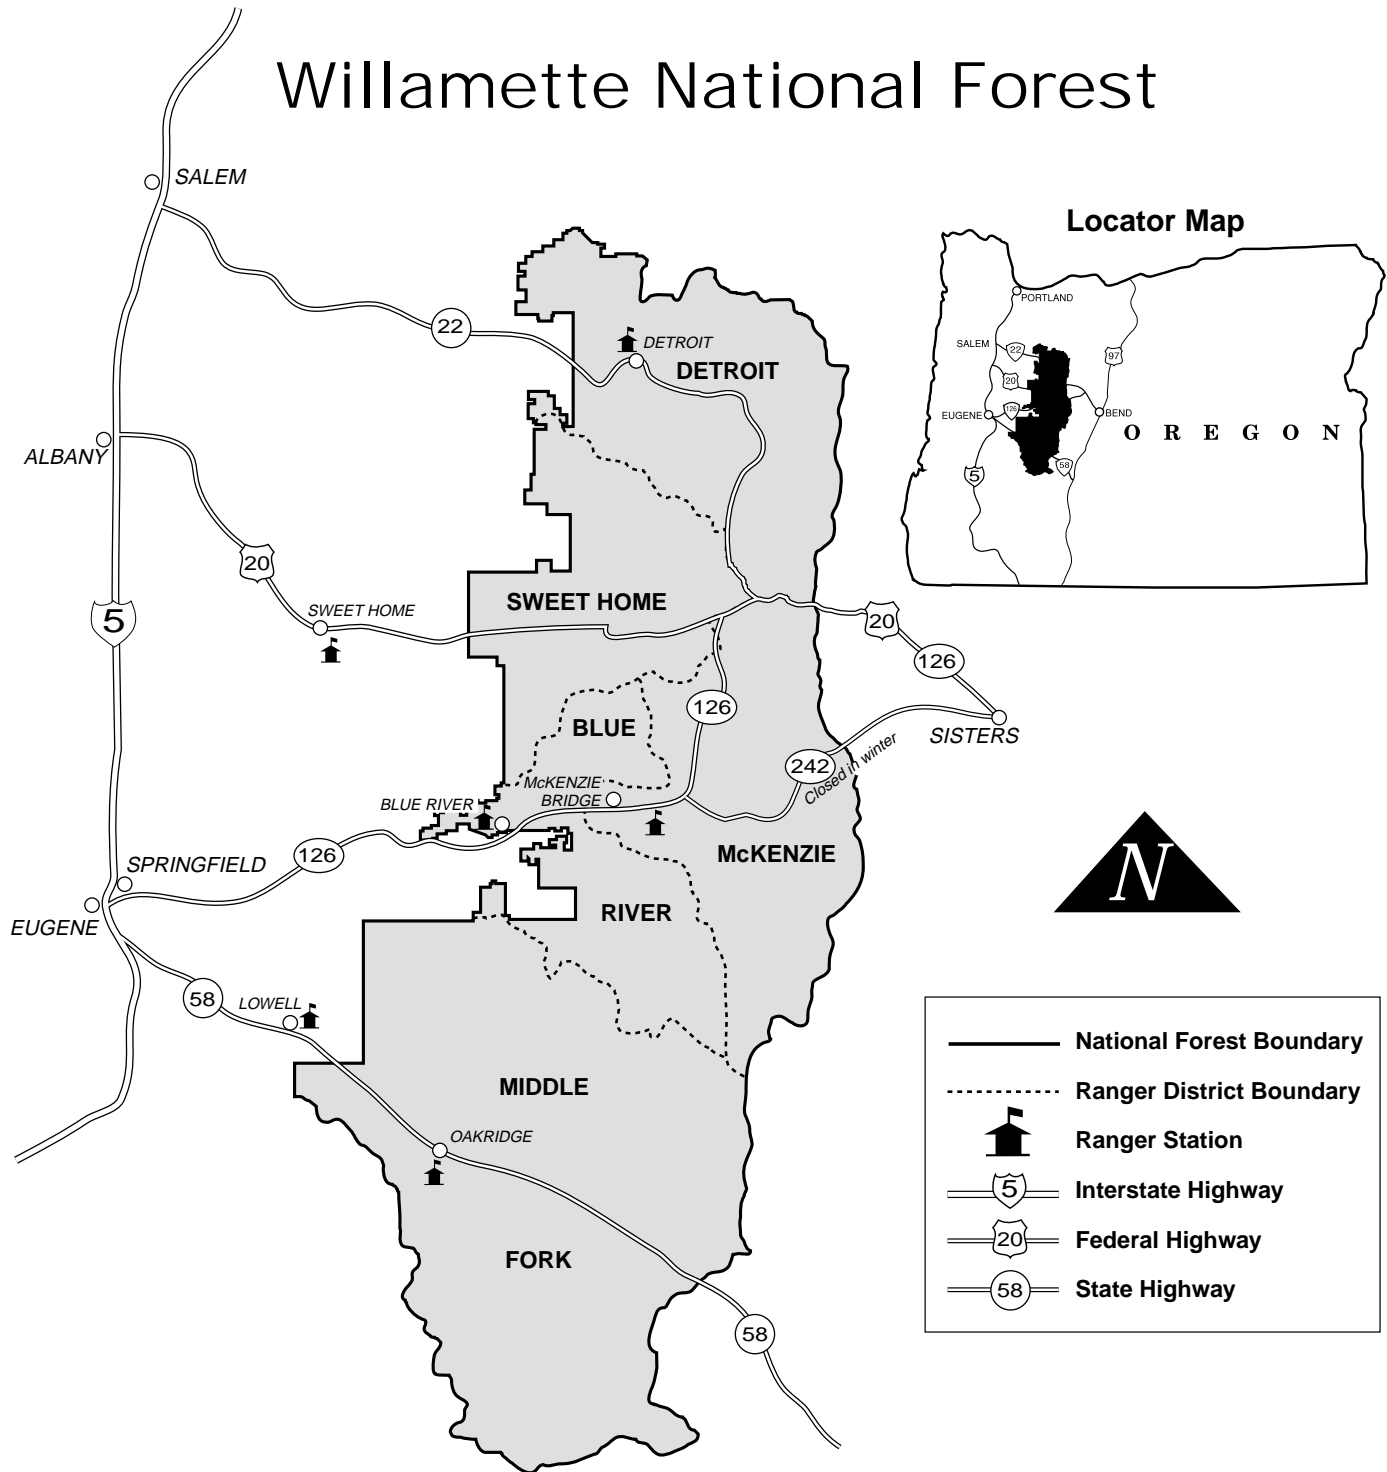 Willamette National Forest
SALEM
Locator Map
PORTLAND
SALEM
22
97
20
126
EUGENE
BEND
OREGON
58
5
22
DETROIT
DETROIT
ALBANY
20
5
SWEET HOME
SWEET HOME
20
126
126
SISTERS
BLUE
242
Closed in winter
McKENZIE
BRIDGE
BLUE RIVER
126
McKENZIE
SPRINGFIELD
EUGENE
RIVER
N
58
LOWELL
MIDDLE
OAKRIDGE
FORK
58
National Forest Boundary
Ranger District Boundary
Ranger Station
5 Interstate Highway
20 Federal Highway
58 State Highway